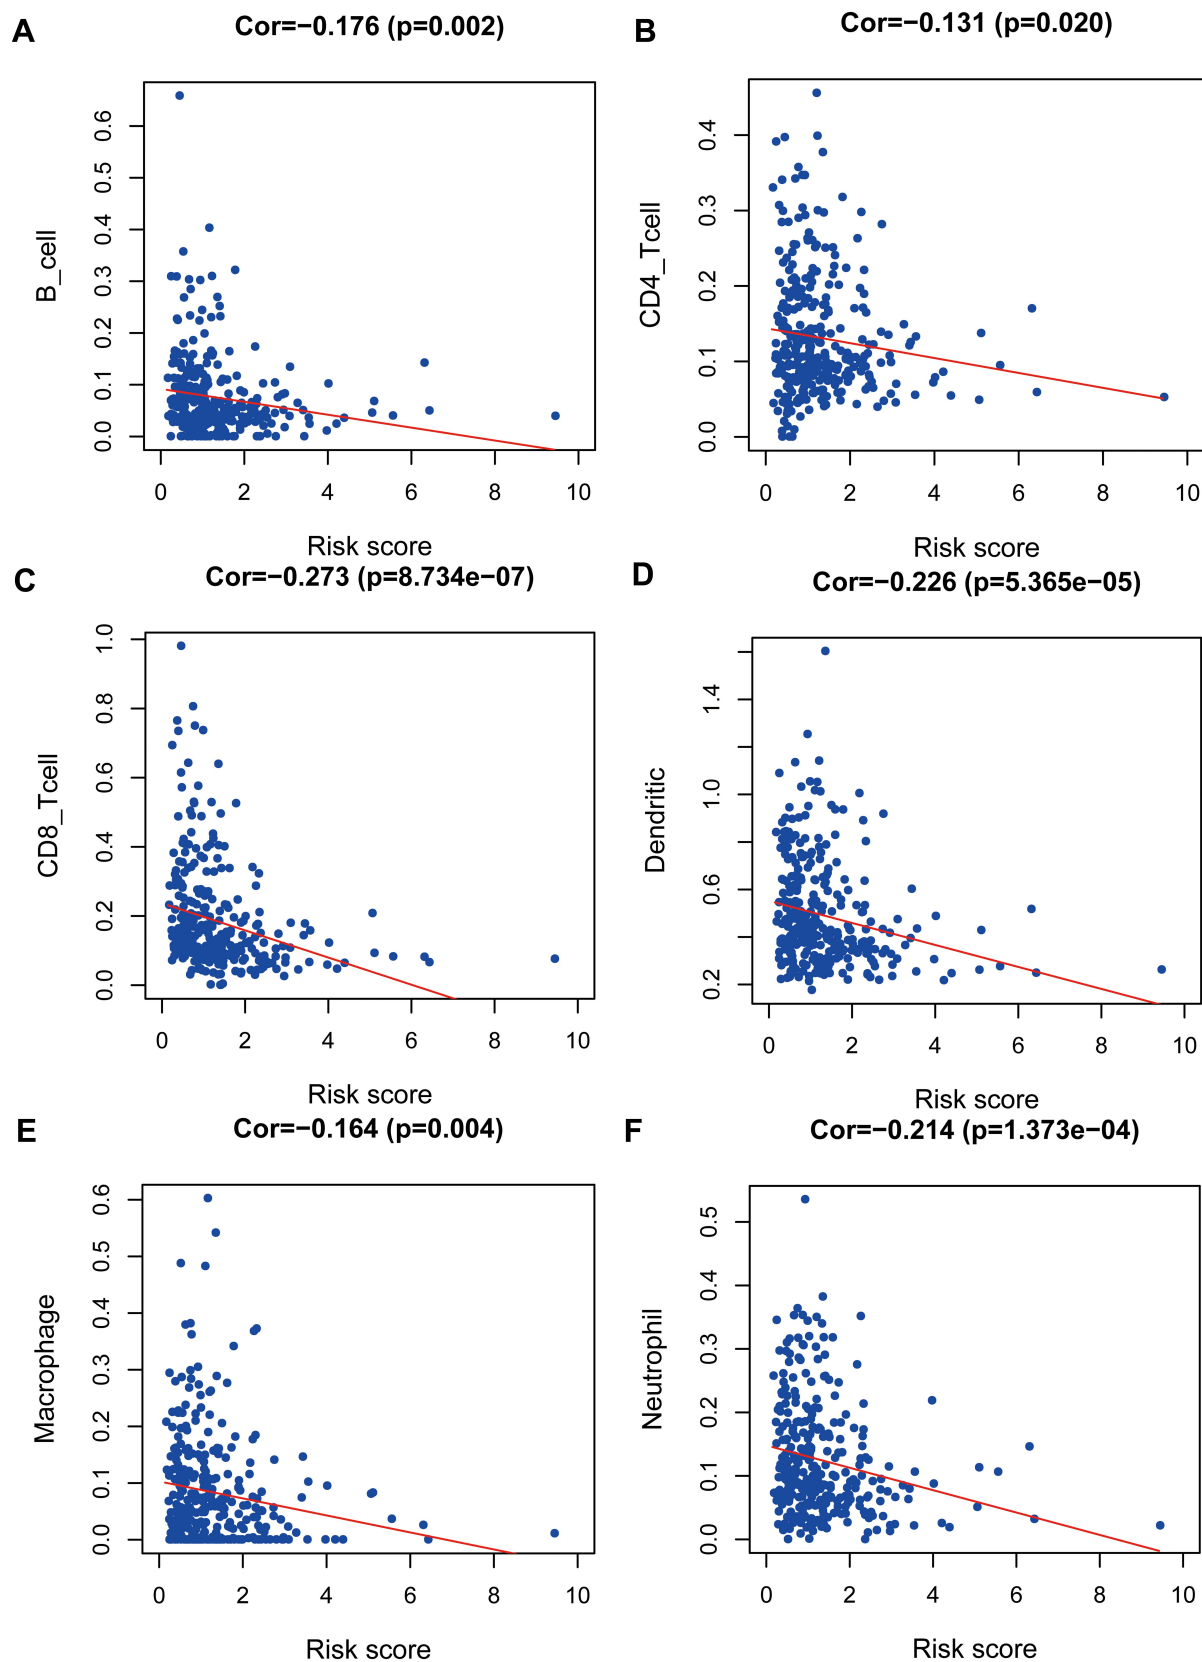 A
Cor=−0.176 (p=0.002)
B_cell
0.0 0.1 0.2 0.3 0.4 0.5 0.6
0 2 4 6 8 10
Risk score
B
Cor=−0.131 (p=0.020)
CD4_Tcell
0.0 0.1 0.2 0.3 0.4
0 2 4 6 8 10
Risk score
C
Cor=−0.273 (p=8.734e−07)
CD8_Tcell
0.0 0.2 0.4 0.6 0.8 1.0
0 2 4 6 8 10
Risk score
D
Cor=−0.226 (p=5.365e−05)
Dendritic
0.2 0.6 1.0 1.4
0 2 4 6 8 10
Risk score
E
Cor=−0.164 (p=0.004)
Macrophage
0.0 0.1 0.2 0.3 0.4 0.5 0.6
0 2 4 6 8 10
Risk score
F
Cor=−0.214 (p=1.373e−04)
Neutrophil
0.0 0.1 0.2 0.3 0.4 0.5
0 2 4 6 8 10
Risk score